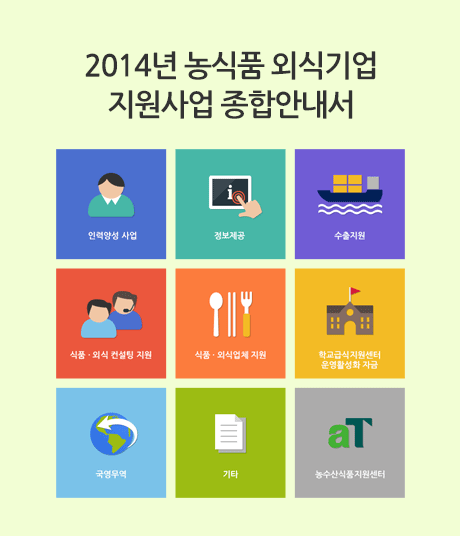 2014년 농식품 외식기업
지원사업 종합안내서
인력양성 사업
정보제공
수출지원
식품·외식 컨설팅 지원
식품·외식업체 지원
학교급식지원센터
운영활성화 자금
국영무역
기타
aT
농수산식품지원센터